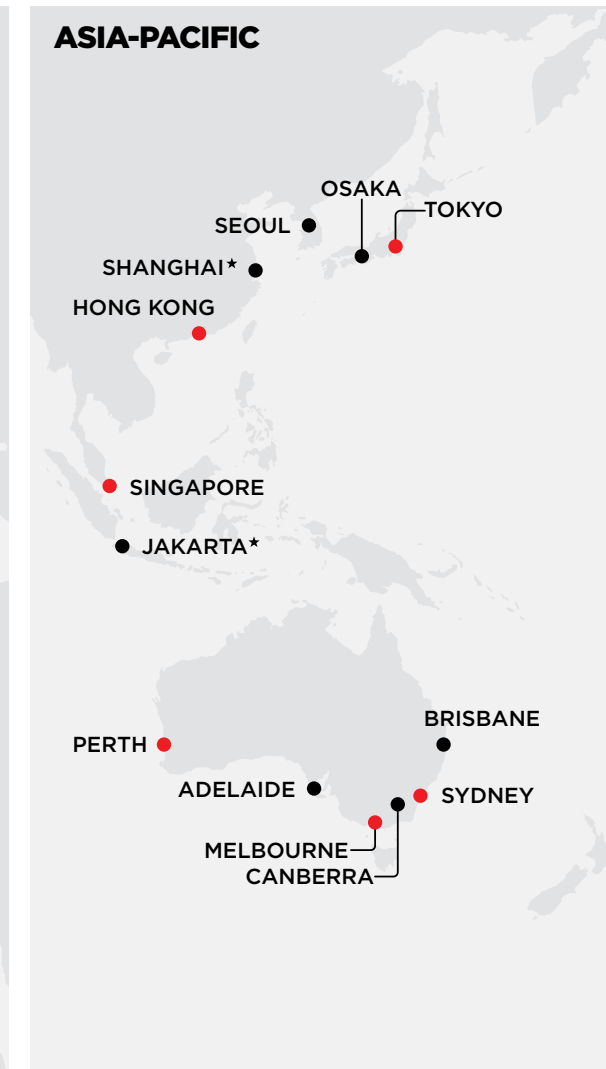 ASIA-PACIFIC
OSAKA
TOKYO
SEOUL
SHANGHAI★
HONG KONG
SINGAPORE
JAKARTA★
BRISBANE
PERTH
ADELAIDE
SYDNEY
MELBOURNE
CANBERRA